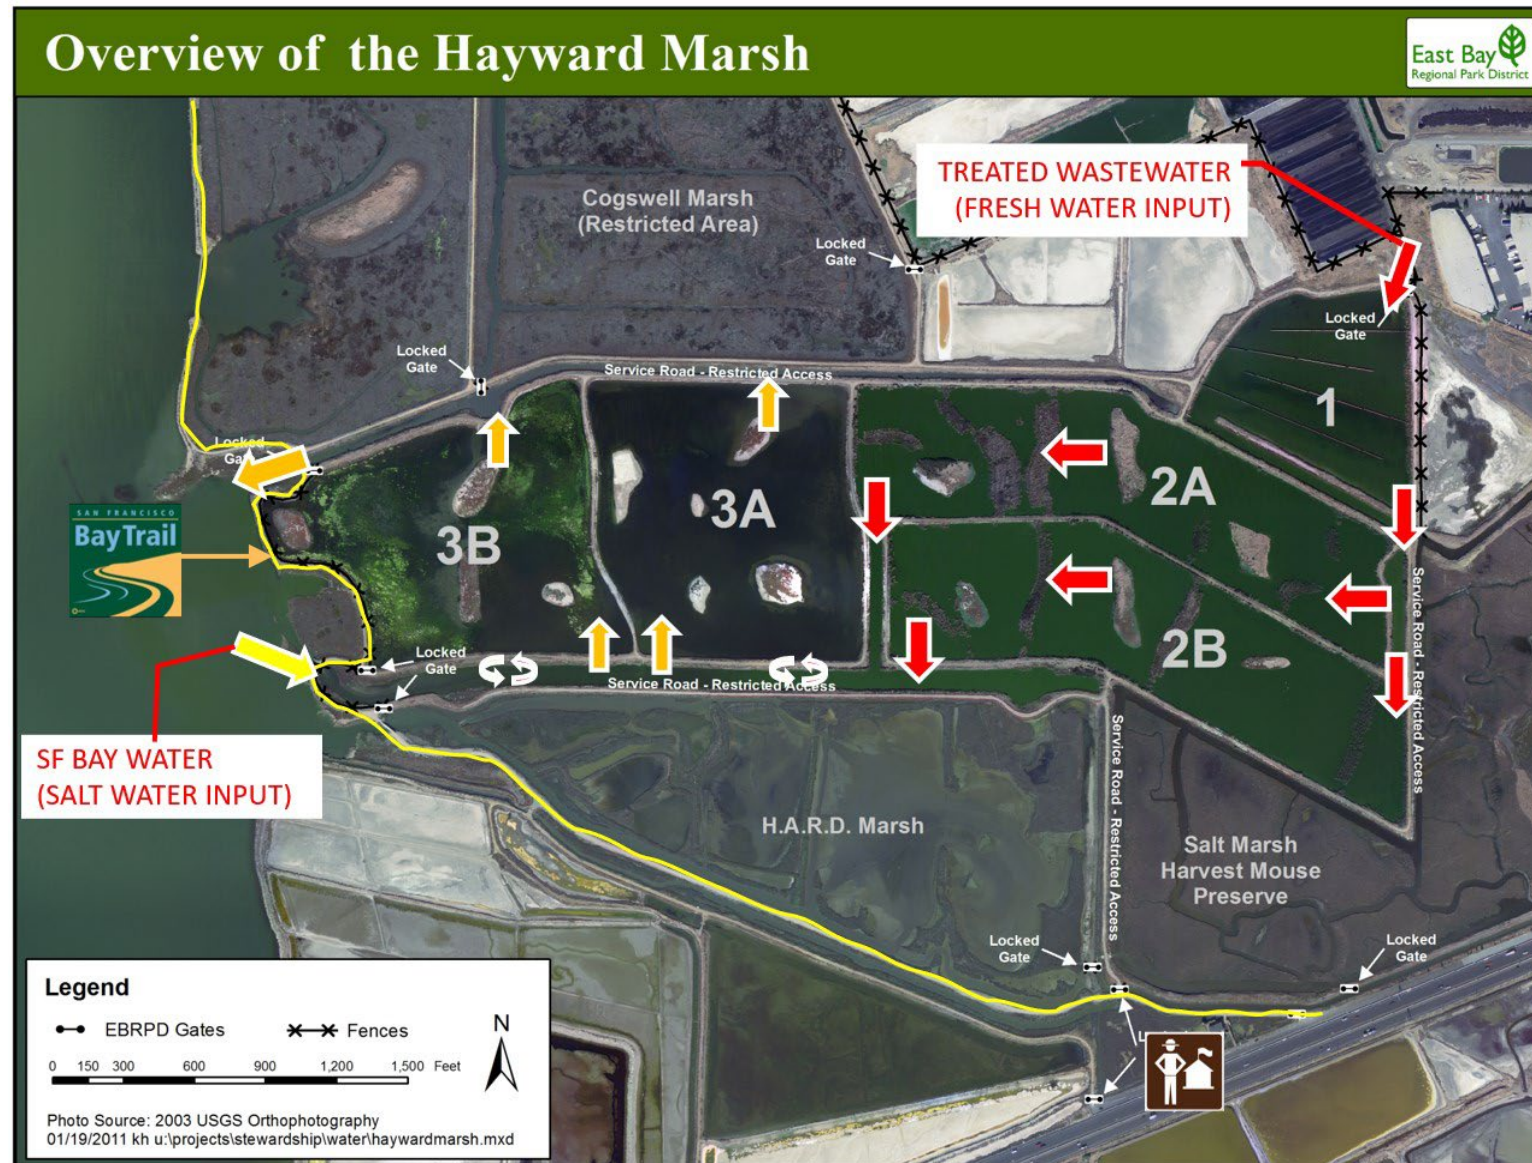 Overview of the Hayward Marsh
East Bay
Regional Park District
Cogswell Marsh
(Restricted Area)
TREATED WASTEWATER
(FRESH WATER INPUT)
Locked
Gate
Locked
Gate
Locked
Gate
Service Road - Restricted Access
1
2A
3A
3B
2B
Locked
SAN FRANCISCO
BayTrail
Locked
Gate
Service Road - Restricted Access
Service Road - Restricted Access
Service Road - Restricted Access
SF BAY WATER
(SALT WATER INPUT)
H.A.R.D. Marsh
Salt Marsh
Harvest Mouse
Preserve
Locked
Gate
Locked
Gate
Legend
EBRPD Gates
Fences
N
0 150 300 600 900 1,200 1,500 Feet
Photo Source: 2003 USGS Orthophotography
01/19/2011 kh u:\projects\stewardship\water\haywardmarsh.mxd